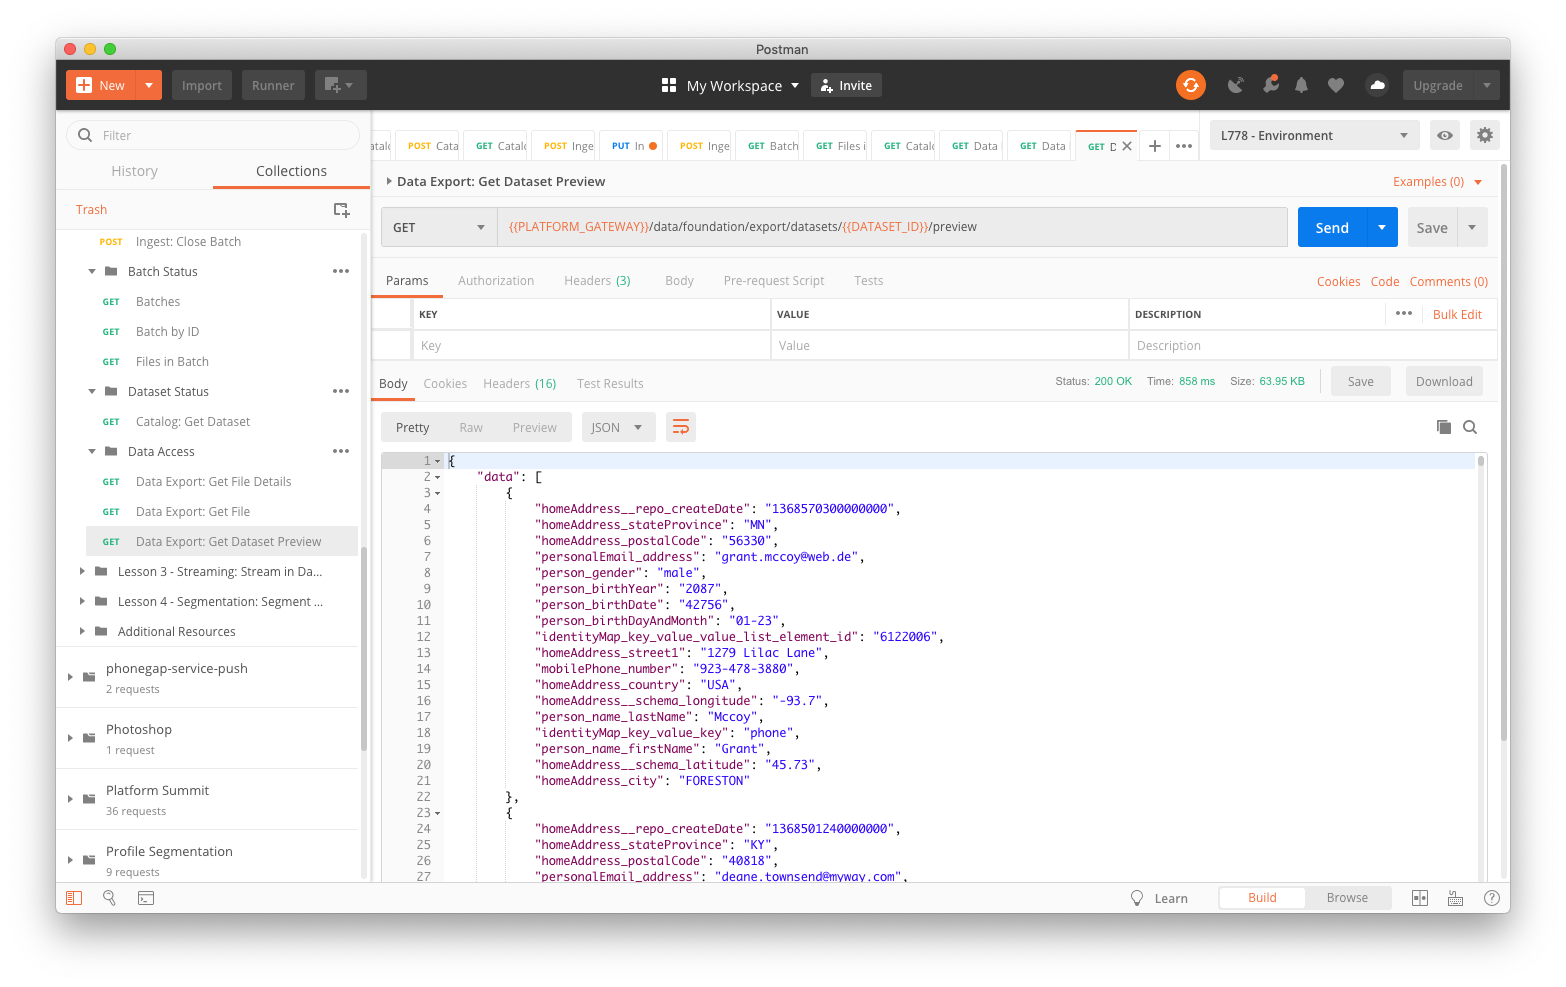 Postman
New
Import
Runner
My Workspace
Invite
Upgrade
Filter
History
Collections
Trash
POST Ingest: Close Batch
Batch Status
GET Batches
GET Batch by ID
GET Files in Batch
Dataset Status
GET Catalog: Get Dataset
Data Access
GET Data Export: Get File Details
GET Data Export: Get File
GET Data Export: Get Dataset Preview
Lesson 3 - Streaming: Stream in Da...
Lesson 4 - Segmentation: Segment ...
Additional Resources
phonegap-service-push
2 requests
Photoshop
1 request
Platform Summit
36 requests
Profile Segmentation
9 requests
POST Cata GET Catal POST Inge PUT In POST Inge GET Batch GET Files i GET Catal GET Data GET Data GET D
L778 - Environment
Data Export: Get Dataset Preview
Examples (0)
GET
{{PLATFORM_GATEWAY}}/data/foundation/export/datasets/{{DATASET_ID}}/preview
Send
Save
Params Authorization Headers (3) Body Pre-request Script Tests
Cookies Code Comments (0)
KEY VALUE DESCRIPTION ••• Bulk Edit
Key Value Description
Body Cookies Headers (16) Test Results
Status: 200 OK Time: 858 ms Size: 63.95 KB
Save
Download
Pretty Raw Preview
JSON
1 {
2 "data": [
3 {
4 "homeAddress__repo_createDate": "1368570300000000",
5 "homeAddress_stateProvince": "MN",
6 "homeAddress_postalCode": "56330",
7 "personalEmail_address": "grant.mccoy@web.de",
8 "person_gender": "male",
9 "person_birthYear": "2087",
10 "person_birthDate": "42756",
11 "person_birthDayAndMonth": "01-23",
12 "identityMap_key_value_value_list_element_id": "6122006",
13 "homeAddress_street1": "1279 Lilac Lane",
14 "mobilePhone_number": "923-478-3880",
15 "homeAddress_country": "USA",
16 "homeAddress__schema_longitude": "-93.7",
17 "person_name_lastName": "Mccoy",
18 "identityMap_key_value_key": "phone",
19 "person_name_firstName": "Grant",
20 "homeAddress__schema_latitude": "45.73",
21 "homeAddress_city": "FORESTON"
22 },
23 {
24 "homeAddress__repo_createDate": "1368501240000000",
25 "homeAddress_stateProvince": "KY",
26 "homeAddress_postalCode": "40818",
27 "personalEmail_address": "deane.townsend@myway.com",
Learn
Build
Browse